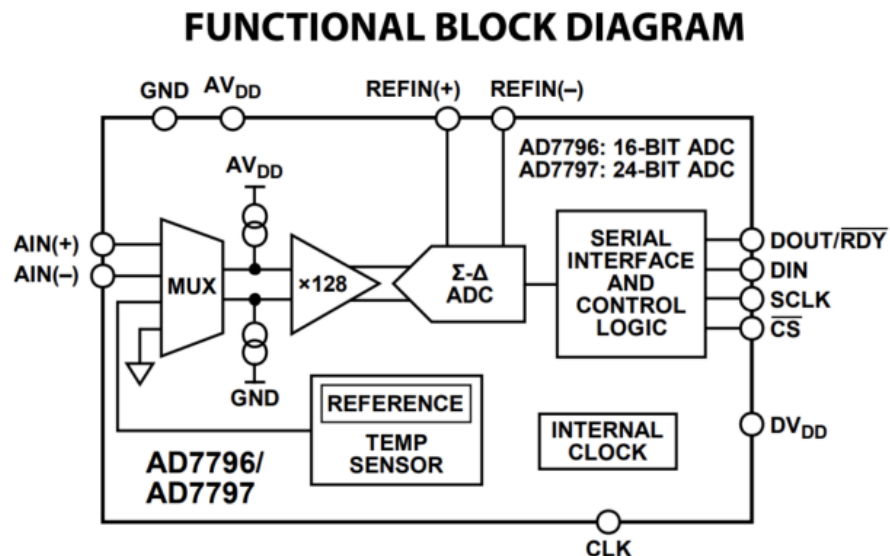 FUNCTIONAL BLOCK DIAGRAM
GND
AVDD
REFIN(+)
REFIN(–)
AD7796: 16-BIT ADC
AD7797: 24-BIT ADC
AVDD
AIN(+)
AIN(–)
MUX
×128
Σ-Δ
ADC
SERIAL
INTERFACE
AND
CONTROL
LOGIC
DOUT/RDY
DIN
SCLK
CS
GND
REFERENCE
TEMP
SENSOR
INTERNAL
CLOCK
DVDD
AD7796/
AD7797
CLK